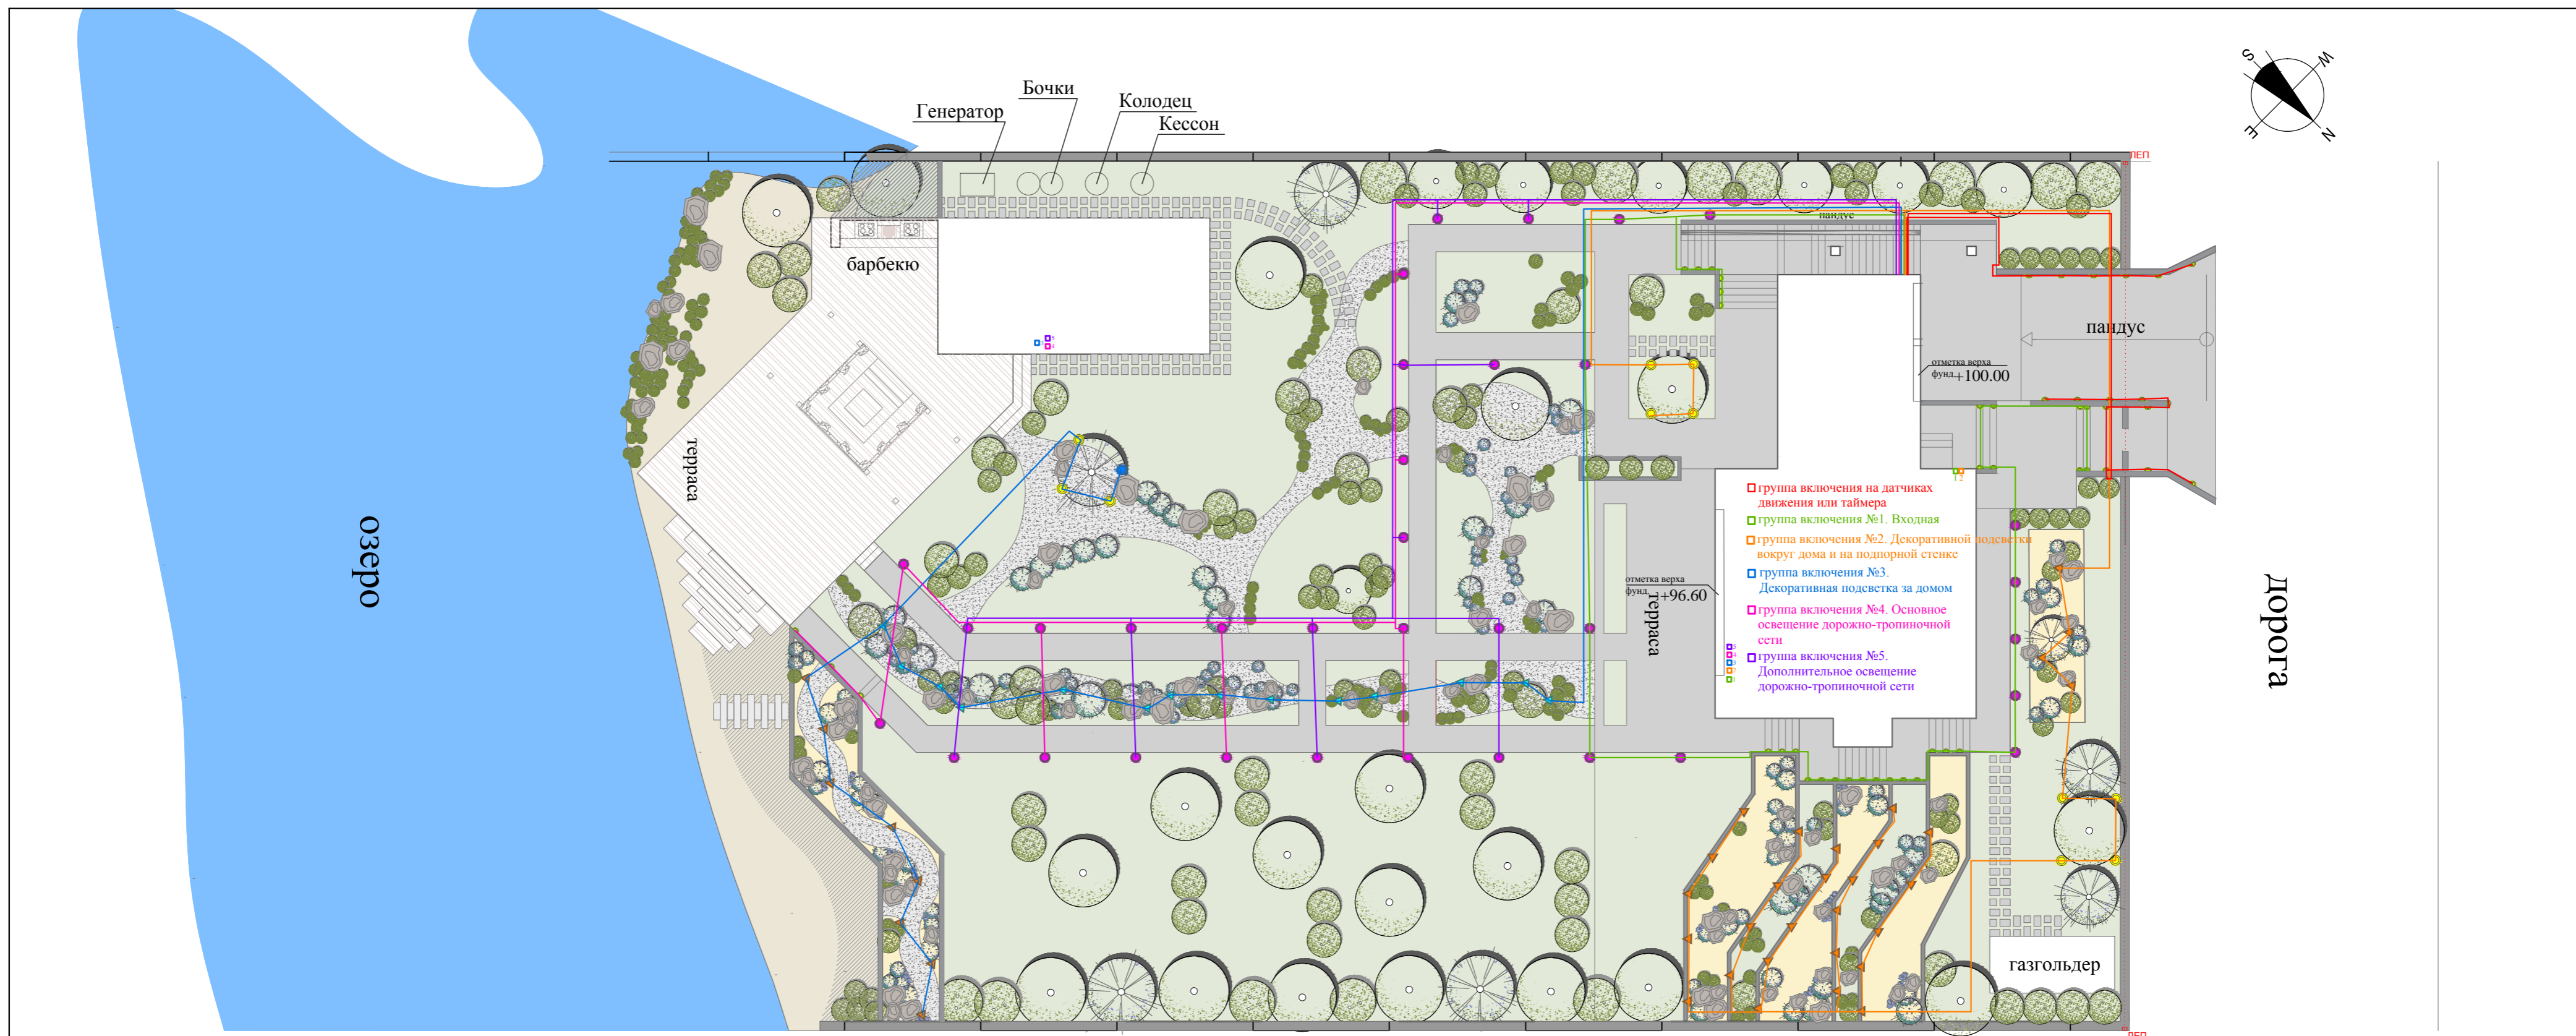 S
W
E
N
Бочки
Генератор
Колодец
Кессон
ЛЕП
пандус
барбекю
пандус
отметка верха
фунд.+100.00
терраса
озеро
группа включения на датчиках
движения или таймера
группа включения №1. Входная
группа включения №2. Декоративной подсветки
вокруг дома и на подпорной стенке
группа включения №3.
Декоративная подсветка за домом
группа включения №4. Основное
освещение дорожно-тропиночной
сети
группа включения №5.
Дополнительное освещение
дорожно-тропиночной сети
отметка верха
фунд.+96.60
терраса
Дорога
газгольдер
ЛЕП